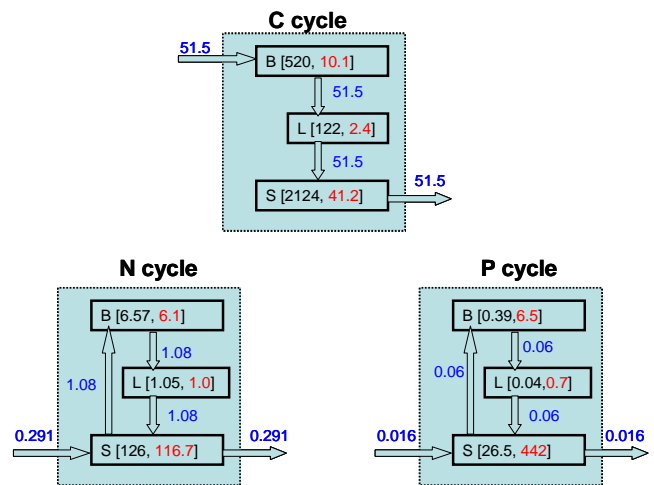 C cycle
51.5
B [520, 10.1]
51.5
L [122, 2.4]
51.5
S [2124, 41.2]
51.5
N cycle
B [6.57, 6.1]
1.08
1.08
L [1.05, 1.0]
1.08
0.291
S [126, 116.7]
0.291
P cycle
B [0.39,6.5]
0.06
0.06
L [0.04,0.7]
0.06
0.016
S [26.5, 442]
0.016